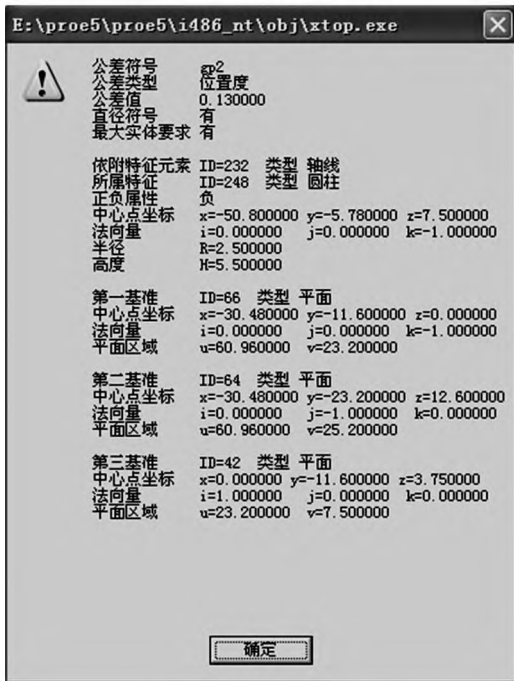 E:\proe5\proe5\i486_nt\obj\xtop.exe
公差符号 gp2
公差类型 位置度
公差值 0.130000
直径符号 有
最大实体要求 有
依附特征元素 ID=232 类型 轴线
所属特征 ID=248 类型 圆柱
正负属性 负
中心点坐标 x=-50.800000 y=-5.780000 z=7.500000
法向量 i=0.000000 j=0.000000 k=-1.000000
半径 R=2.500000
高度 H=5.500000
第一基准 ID=66 类型 平面
中心点坐标 x=-30.480000 y=-11.600000 z=0.000000
法向量 i=0.000000 j=0.000000 k=-1.000000
平面区域 u=60.960000 v=23.200000
第二基准 ID=64 类型 平面
中心点坐标 x=-30.480000 y=-23.200000 z=12.600000
法向量 i=0.000000 j=-1.000000 k=0.000000
平面区域 u=60.960000 v=25.200000
第三基准 ID=42 类型 平面
中心点坐标 x=0.000000 y=-11.600000 z=3.750000
法向量 i=1.000000 j=0.000000 k=0.000000
平面区域 u=23.200000 v=7.500000
确定